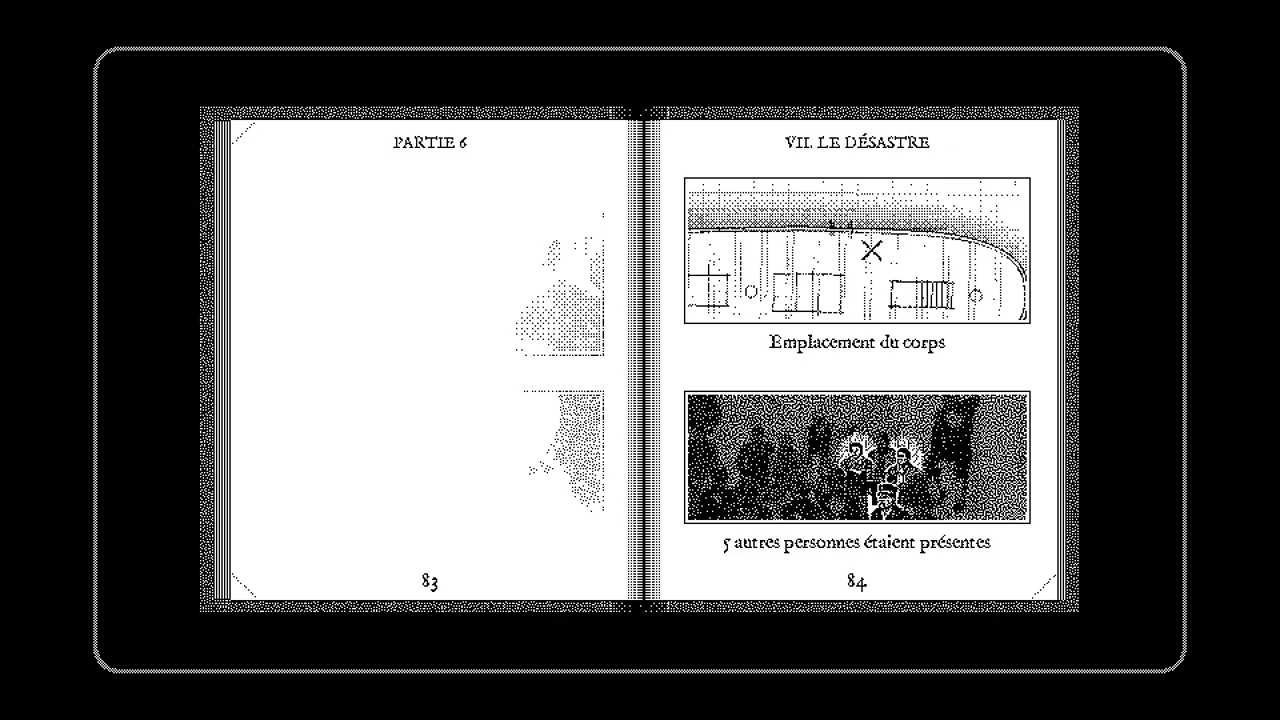 PARTIE 6
83
VII. LE DÉSASTRE
Emplacement du corps
5 autres personnes étaient présentes
84